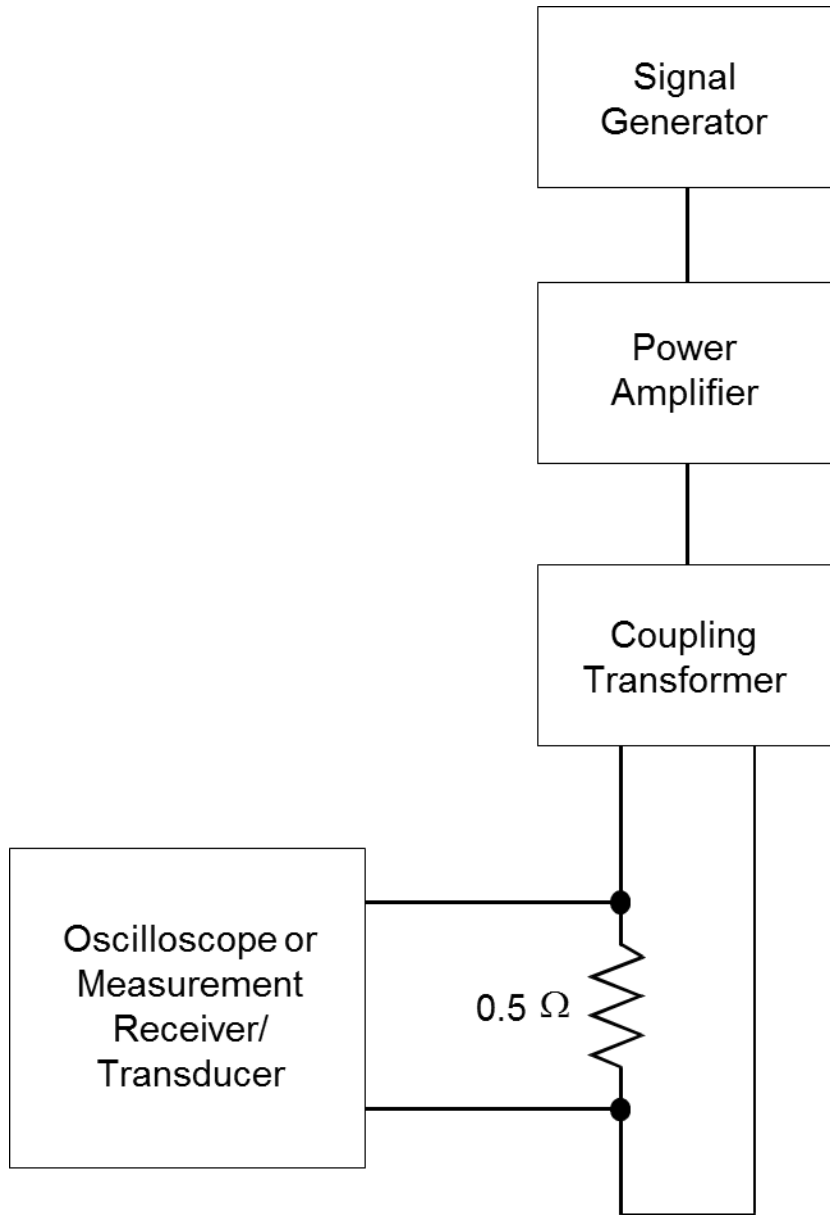 Signal
Generator
Power
Amplifier
Coupling
Transformer
Oscilloscope or
Measurement
Receiver/
Transducer
0.5 Ω